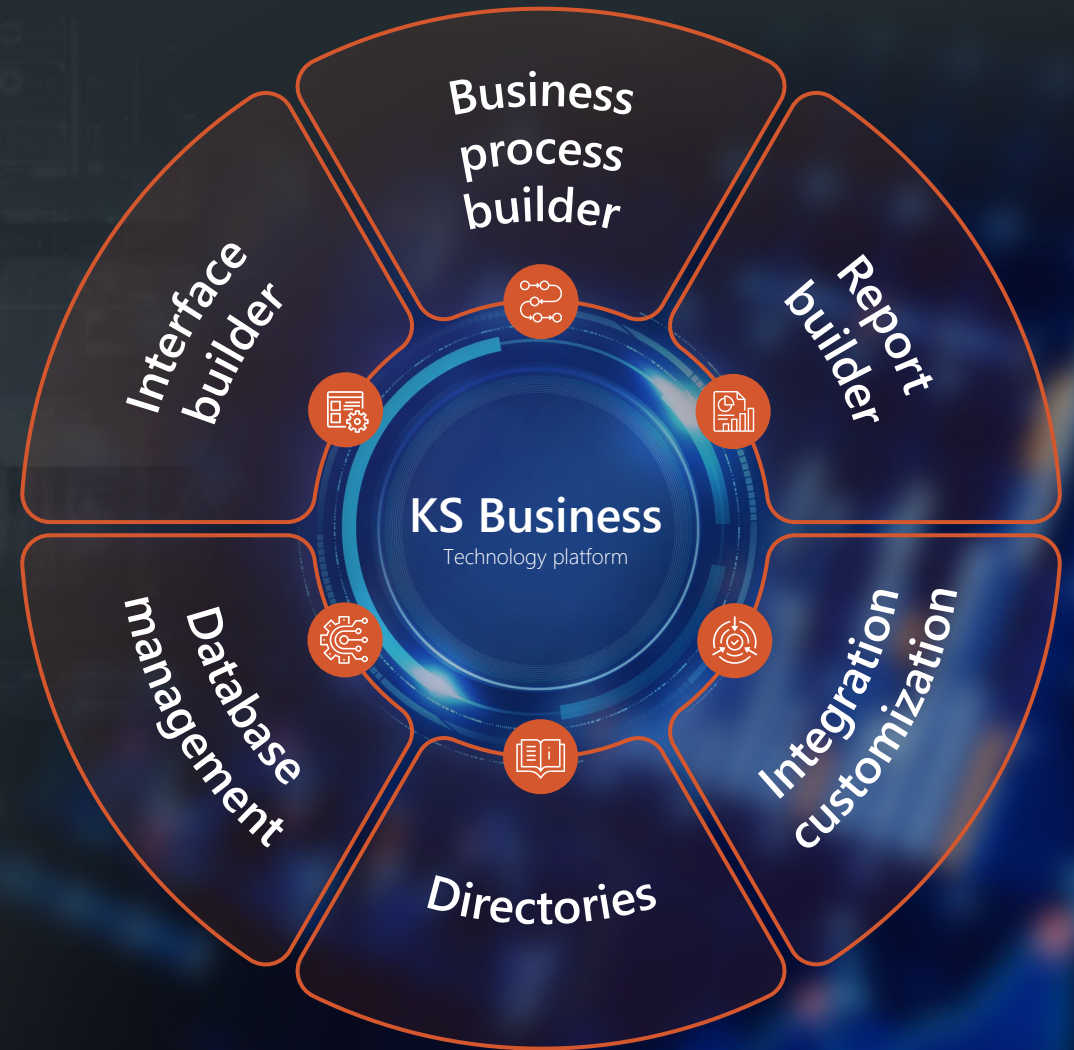 Business
process
builder
Report
builder
Integration
customization
Directories
Database
management
Interface
builder
KS Business
Technology platform